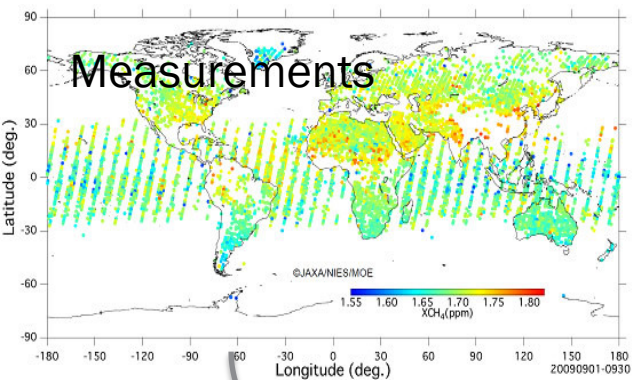 Measurements
90
60
30
0
-30
-60
-90
Latitude (deg.)
©JAXA/NIES/MOE
1.55 1.60 1.65 1.70 1.75 1.80
XCH₄(ppm)
-180 -150 -120 -90 -60 -30 0 30 60 90 120 150 180
Longitude (deg.)
20090901-0930